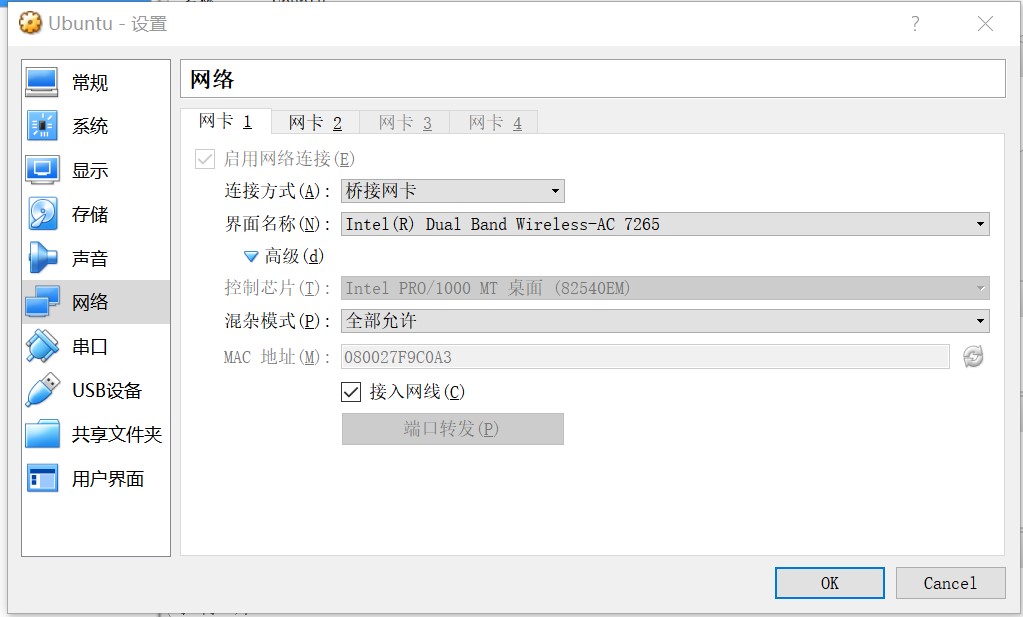 Ubuntu - 设置
?
常规
系统
显示
存储
声音
网络
串口
USB设备
共享文件夹
用户界面
网络
网卡 1 网卡 2 网卡 3 网卡 4
启用网络连接(E)
连接方式(A): 桥接网卡
界面名称(N): Intel(R) Dual Band Wireless-AC 7265
高级(d)
控制芯片(T): Intel PRO/1000 MT 桌面 (82540EM)
混杂模式(P): 全部允许
MAC 地址(M): 080027F9C0A3
接入网线(C)
端口转发(P)
OK Cancel